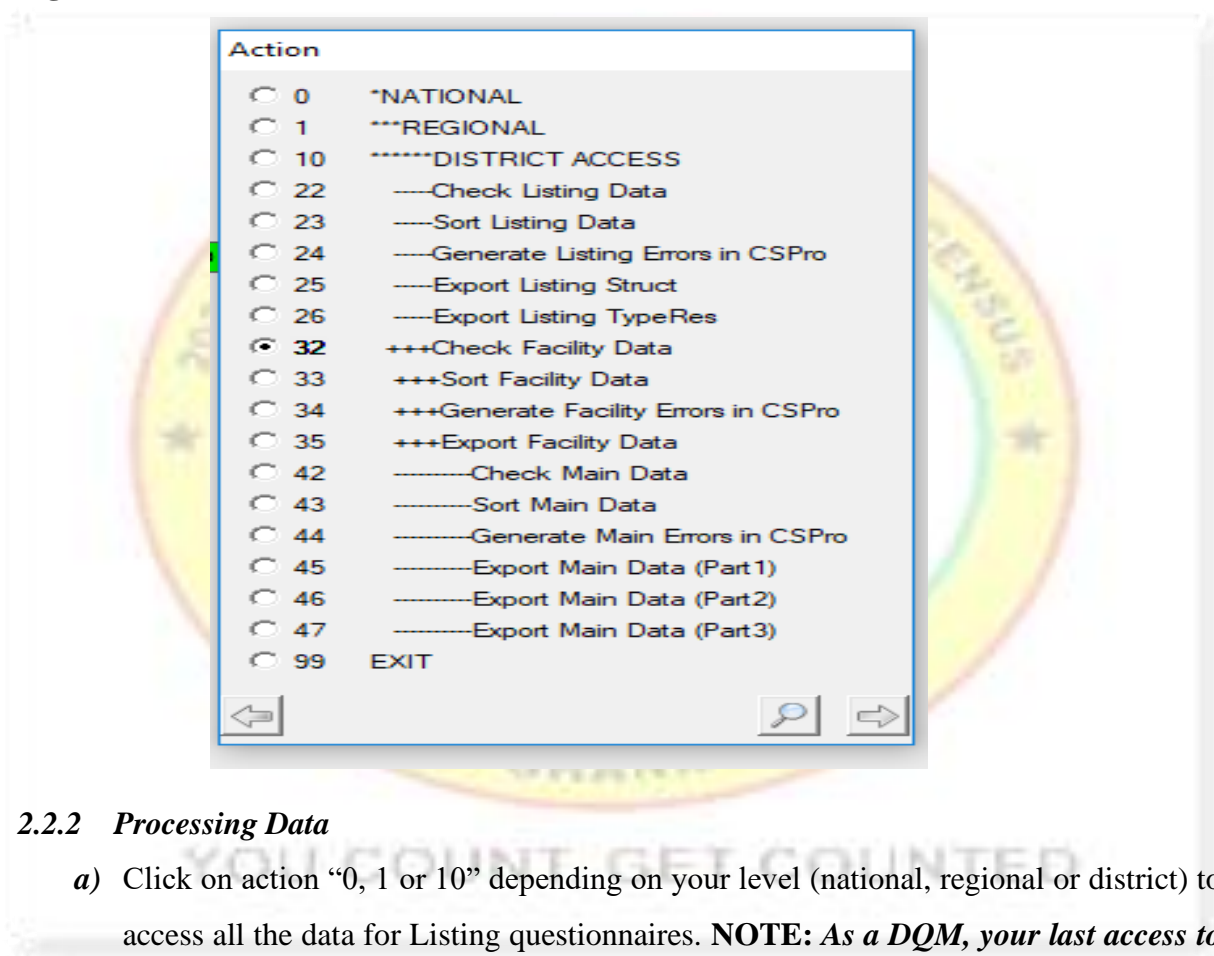 Action
0 *NATIONAL
1 ***REGIONAL
10 ******DISTRICT ACCESS
22 -----Check Listing Data
23 -----Sort Listing Data
24 -----Generate Listing Errors in CSPro
25 -----Export Listing Struct
26 -----Export Listing TypeRes
32 +++Check Facility Data
33 +++Sort Facility Data
34 +++Generate Facility Errors in CSPro
35 +++Export Facility Data
42 ----------Check Main Data
43 ----------Sort Main Data
44 ----------Generate Main Errors in CSPro
45 ----------Export Main Data (Part1)
46 ----------Export Main Data (Part2)
47 ----------Export Main Data (Part3)
99 EXIT
CENSUS
2.2.2 Processing Data
YOU COUNT, GET COUNTED
a) Click on action “0, 1 or 10” depending on your level (national, regional or district) to
access all the data for Listing questionnaires. NOTE: As a DQM, your last access to